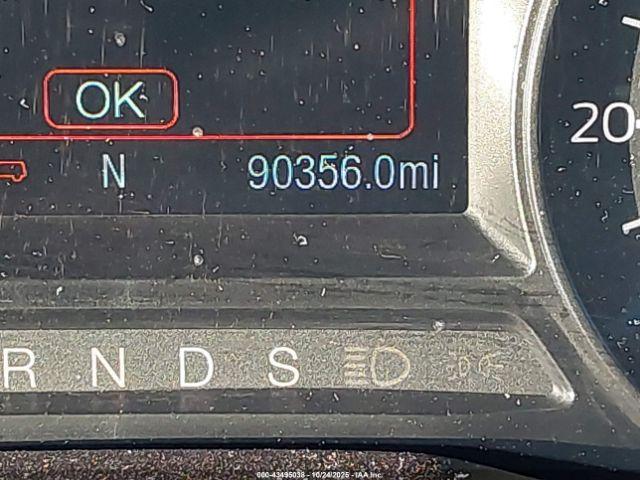 OK
20
N 90356.0mi
R N D S
000-43495038 - 10/24/2025 - IAA Inc.